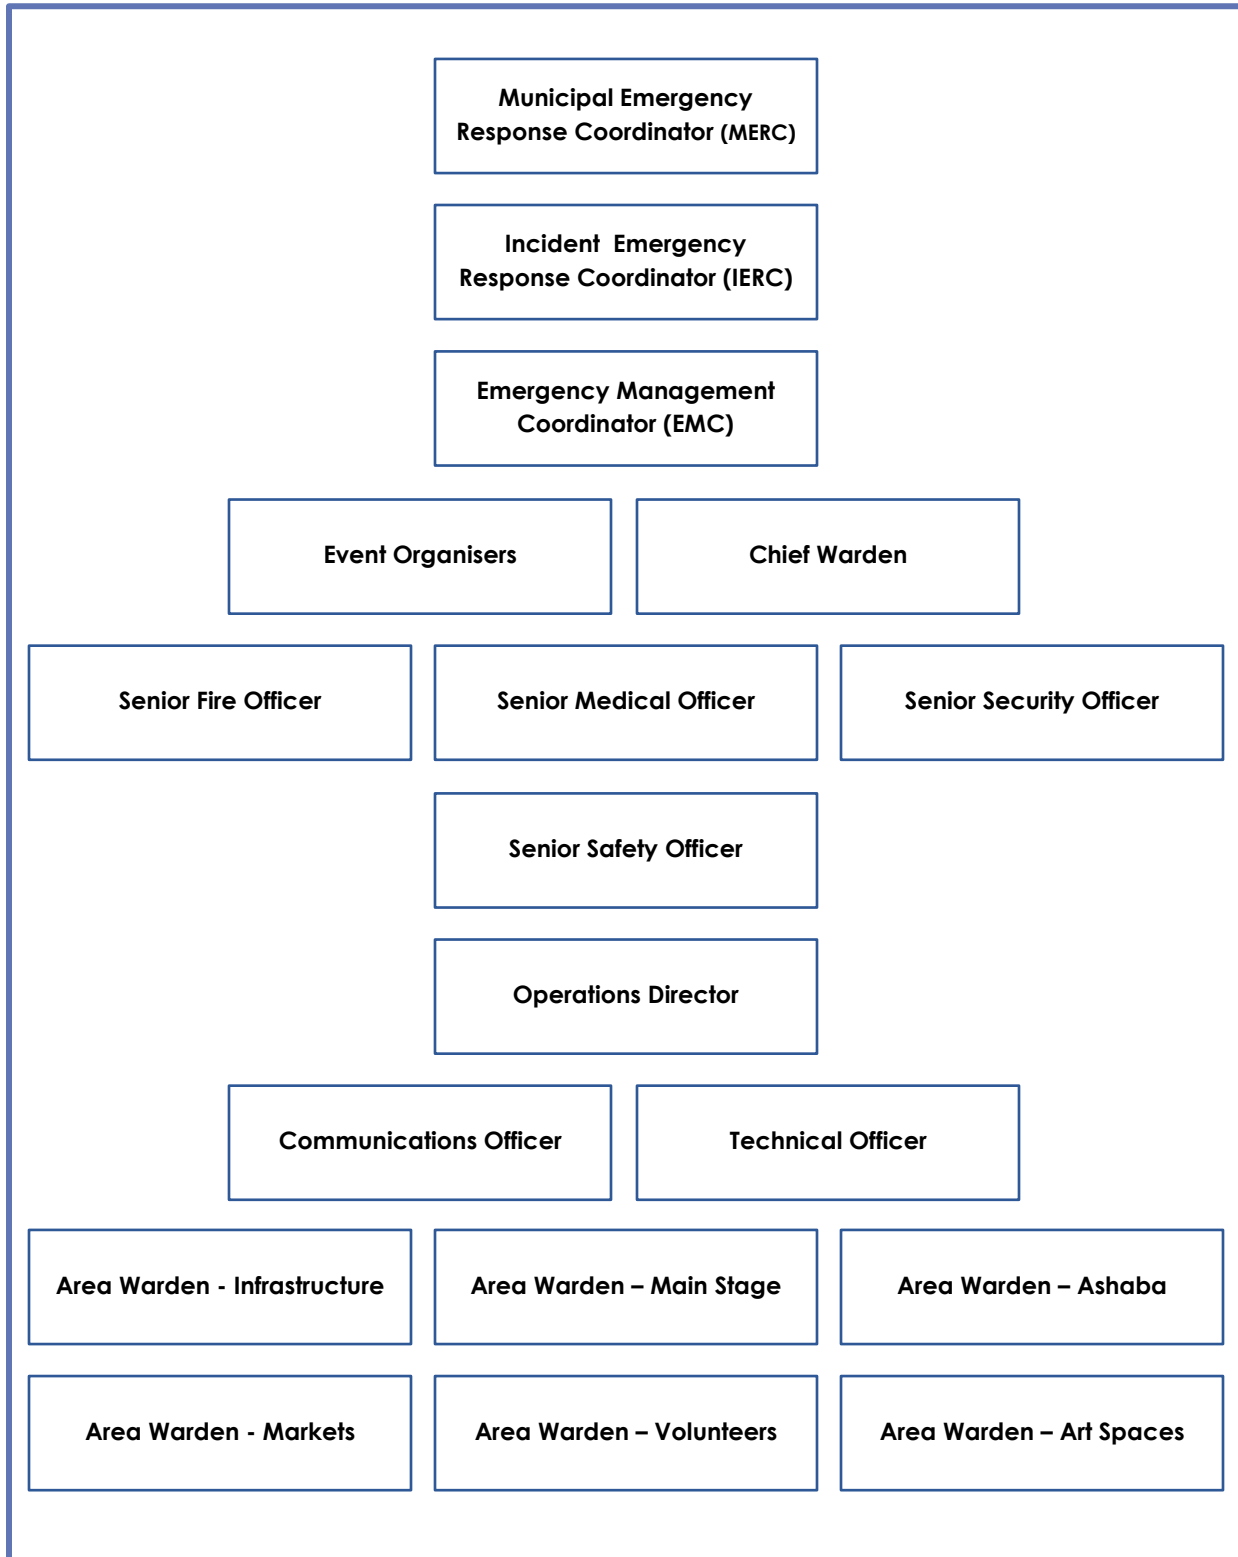 Municipal Emergency
Response Coordinator (MERC)
Incident  Emergency
Response Coordinator (IERC)
Emergency Management
Coordinator (EMC)
Event Organisers
Chief Warden
Senior Fire Officer
Senior Medical Officer
Senior Security Officer
Senior Safety Officer
Operations Director
Communications Officer
Technical Officer
Area Warden - Infrastructure
Area Warden – Main Stage
Area Warden – Ashaba
Area Warden - Markets
Area Warden – Volunteers
Area Warden – Art Spaces